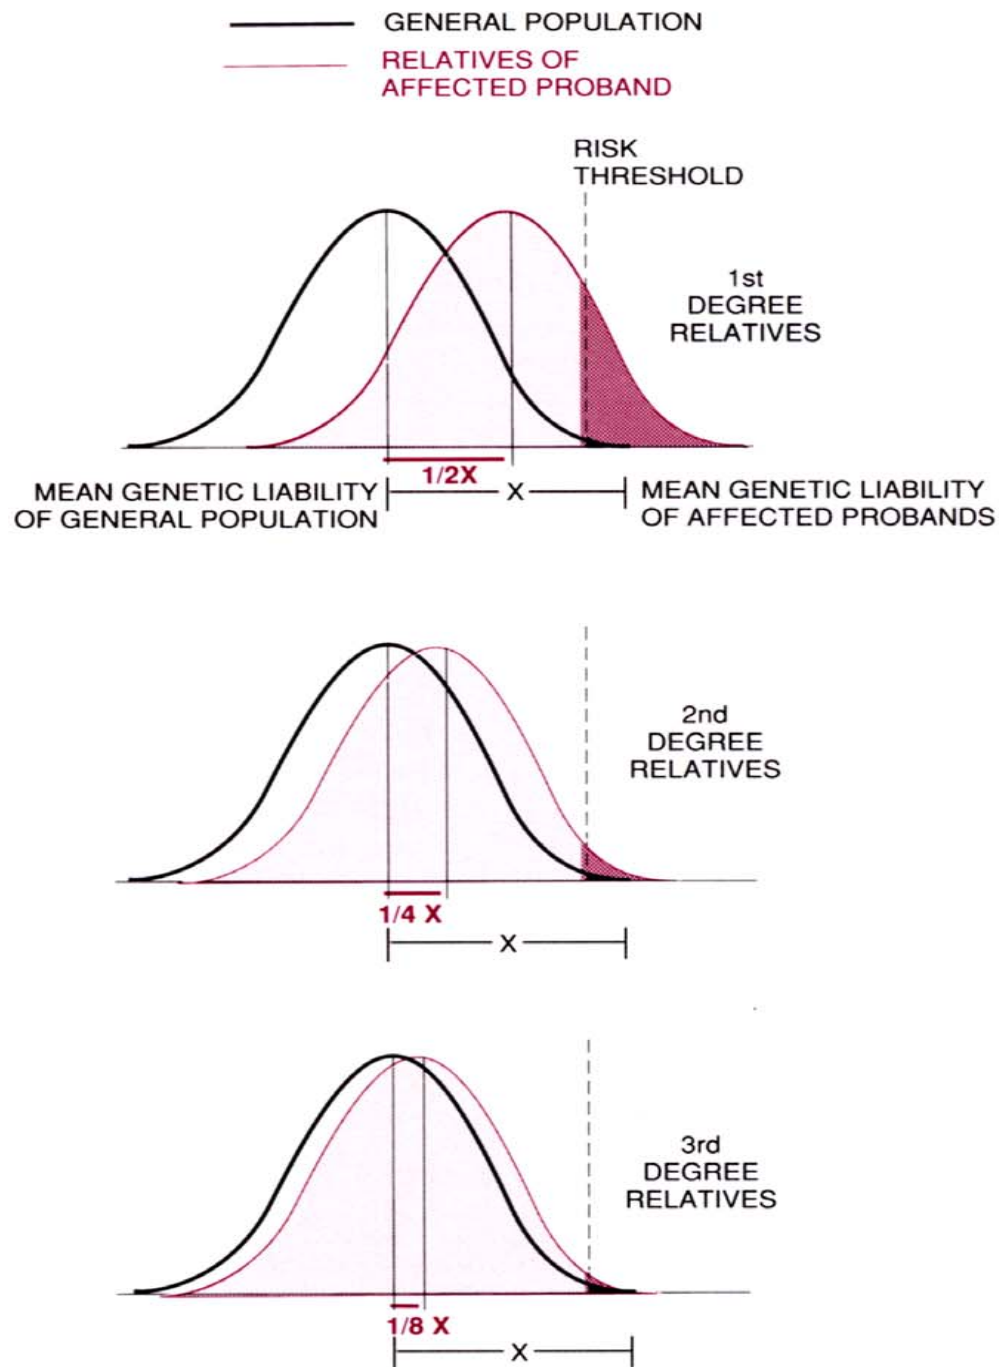 GENERAL POPULATION
RELATIVES OF
AFFECTED PROBAND
RISK
THRESHOLD
1st
DEGREE
RELATIVES
1/2X
X
MEAN GENETIC LIABILITY
OF GENERAL POPULATION
MEAN GENETIC LIABILITY
OF AFFECTED PROBANDS
2nd
DEGREE
RELATIVES
1/4 X
X
3rd
DEGREE
RELATIVES
1/8 X
X